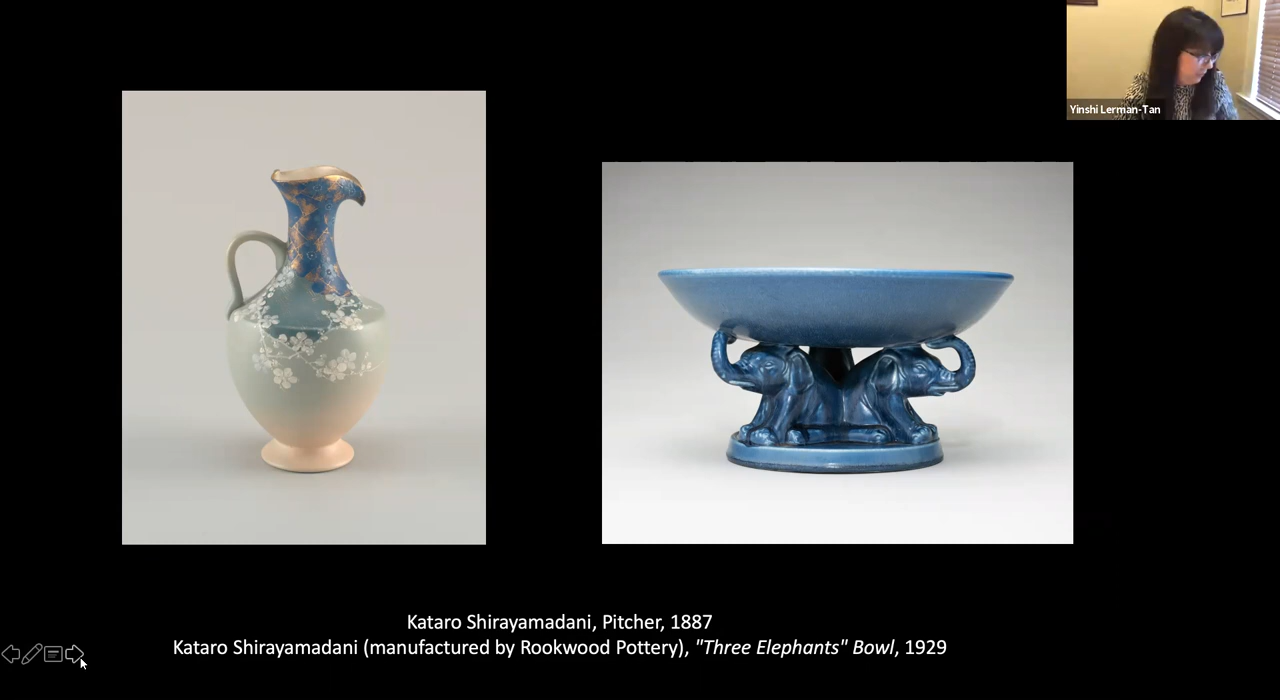 Yinshi Lerman-Tan
Kataro Shirayamadani, Pitcher, 1887
Kataro Shirayamadani (manufactured by Rookwood Pottery), "Three Elephants" Bowl, 1929